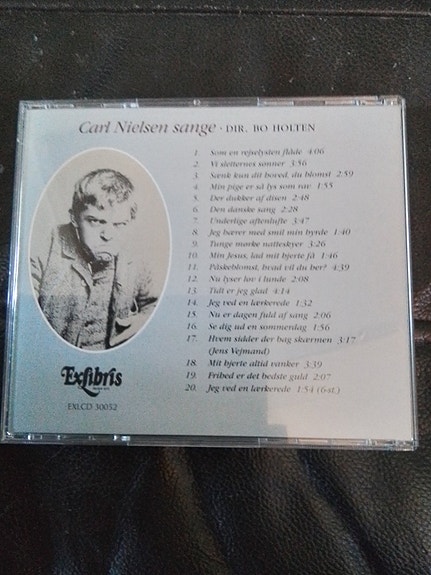 Carl Nielsen sange · DIR. BO HOLTEN
1. Som en rejselysten flåde 4:06
2. Vi sletternes sønner 3:56
3. Sænk kun dit hoved, du blomst 2:59
4. Min pige er så lys som rav 1:55
5. Der dukker af disen 2:48
6. Den danske sang 2:28
7. Underlige aftenlufte 3:47
8. Jeg bærer med smil min byrde 1:40
9. Tunge mørke natteskyer 3:26
10. Min Jesus, lad mit hjerte få 1:46
11. Påskeblomst, hvad vil du her? 4:39
12. Nu lyser løv i lunde 2:08
13. Tidt er jeg glad 4:14
14. Jeg ved en lærkerede 1:32
15. Nu er dagen fuld af sang 2:06
16. Se dig ud en sommerdag 1:56
17. Hvem sidder der bag skærmen 3:17
(Jens Vejmand)
18. Mit hjerte altid vanker 3:39
19. Fribed er det bedste guld 2:07
20. Jeg ved en lærkerede 1:54 (6-st.)
Exlibris
EXLCD 30052